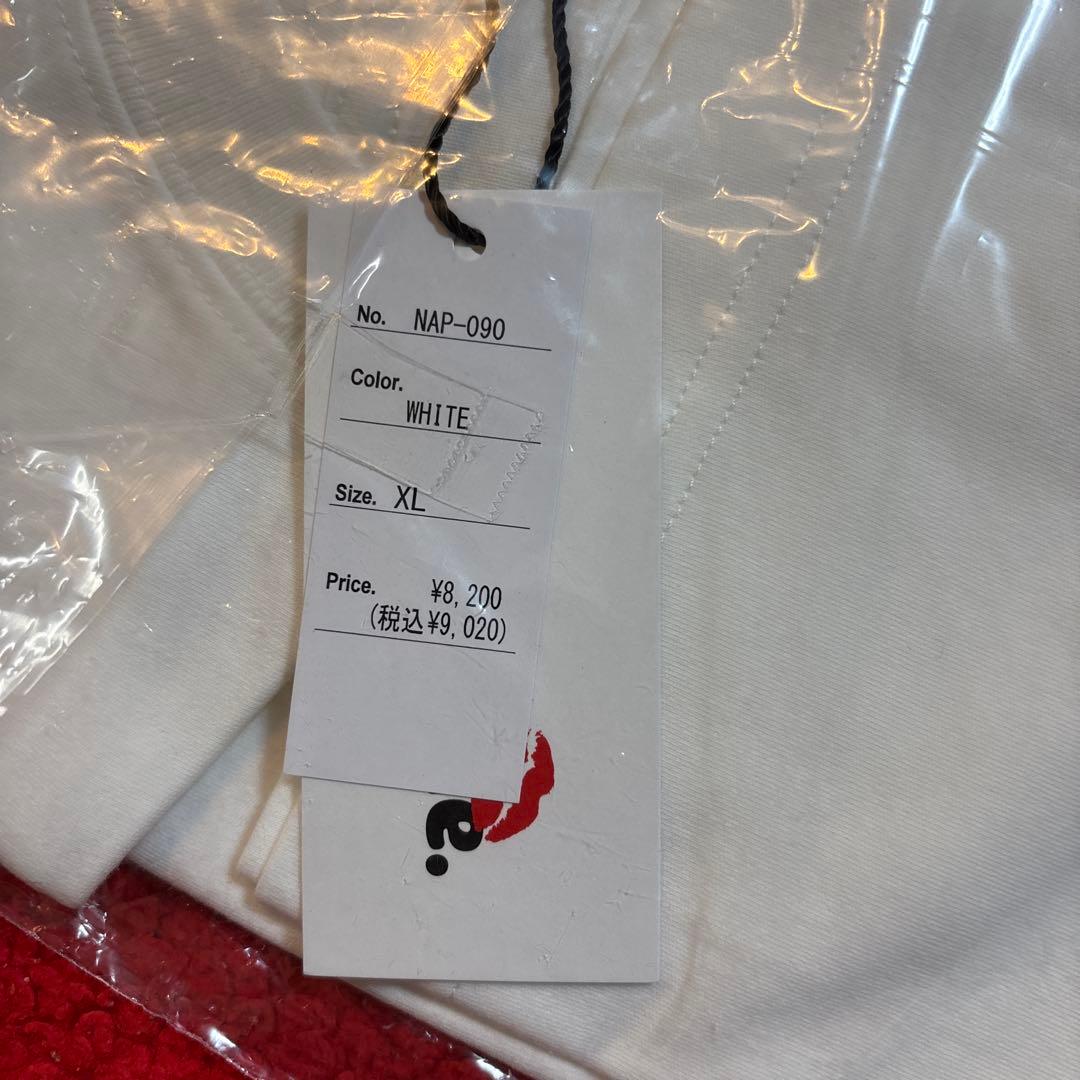 No. NAP-090
Color.
WHITE
Size. XL
Price. ¥8,200
(税込¥9,020)